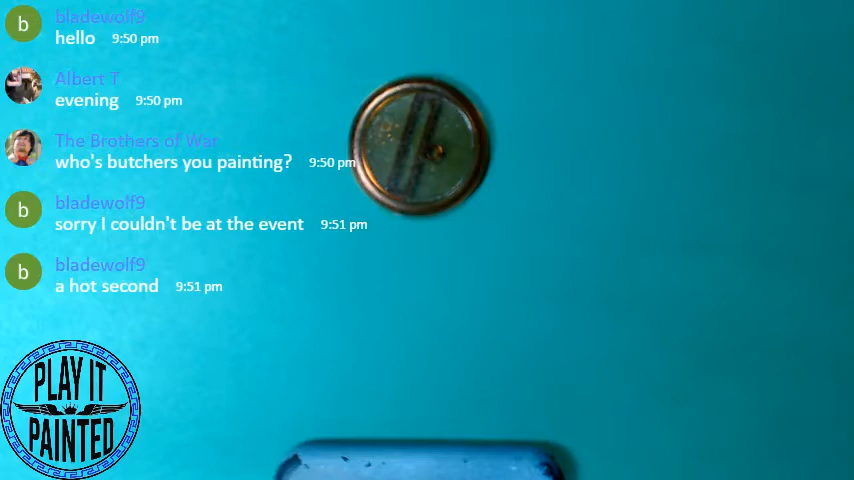 bladewolf9
hello 9:50 pm
Albert T
evening 9:50 pm
The Brothers of War
who's butchers you painting? 9:50 pm
b
bladewolf9
sorry I couldn't be at the event 9:51 pm
b
bladewolf9
a hot second 9:51 pm
b
PLAY IT
PAINTED